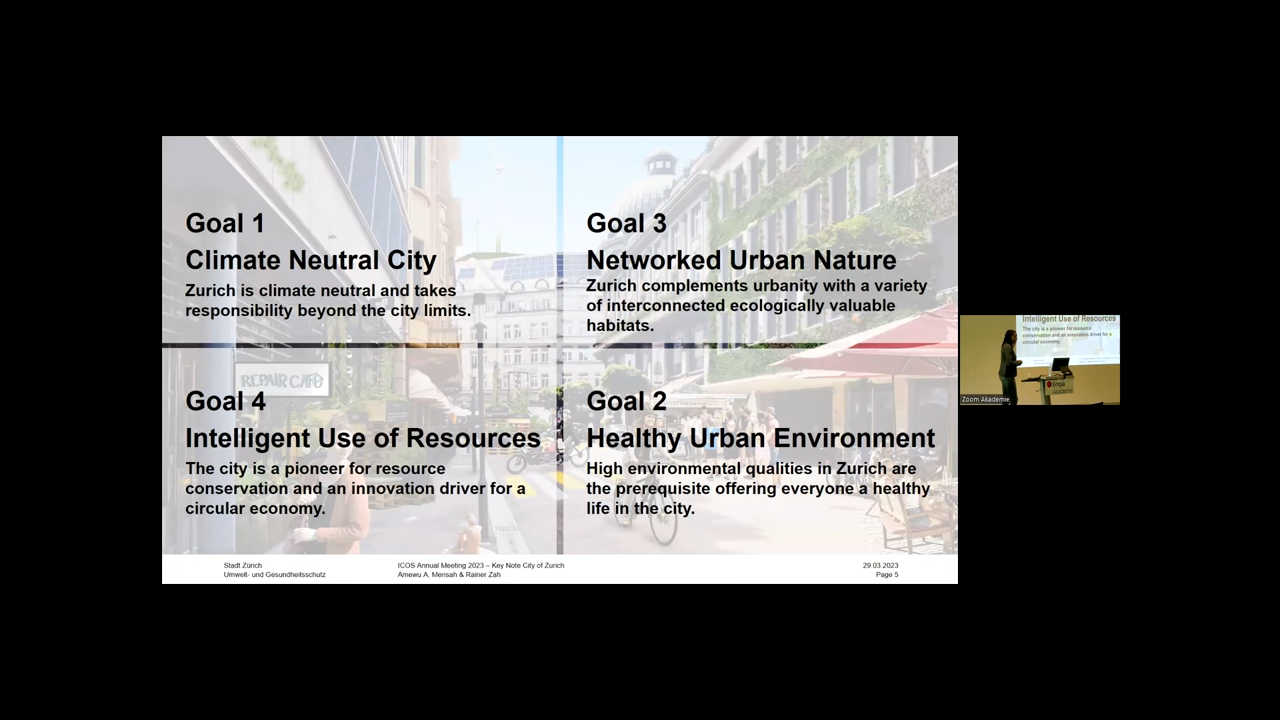 Goal 1
Climate Neutral City
Zurich is climate neutral and takes
responsibility beyond the city limits.
Goal 3
Networked Urban Nature
Zurich complements urbanity with a variety
of interconnected ecologically valuable
habitats.
REPAIR CAFÉ
Goal 4
Intelligent Use of Resources
The city is a pioneer for resource
conservation and an innovation driver for a
circular economy.
Goal 2
Healthy Urban Environment
High environmental qualities in Zurich are
the prerequisite offering everyone a healthy
life in the city.
Stadt Zürich
Umwelt- und Gesundheitsschutz
ICOS Annual Meeting 2023 – Key Note City of Zurich
Amewu A. Mensah & Rainer Zah
29.03.2023
Page 5
Intelligent Use of Resources
The city is a pioneer for resource
conservation and an innovation driver for a
circular economy.
Empa
Akademie
Zoom Akademie